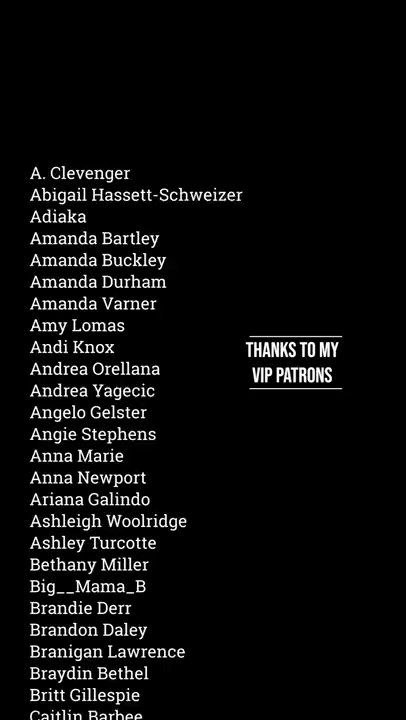 A. Clevenger
Abigail Hassett-Schweizer
Adiaka
Amanda Bartley
Amanda Buckley
Amanda Durham
Amanda Varner
Amy Lomas
Andi Knox
Andrea Orellana
Andrea Yagecic
Angelo Gelster
Angie Stephens
Anna Marie
Anna Newport
Ariana Galindo
Ashleigh Woolridge
Ashley Turcotte
Bethany Miller
Big__Mama_B
Brandie Derr
Brandon Daley
Branigan Lawrence
Braydin Bethel
Britt Gillespie
Caitlin Barbee
THANKS TO MY
VIP PATRONS